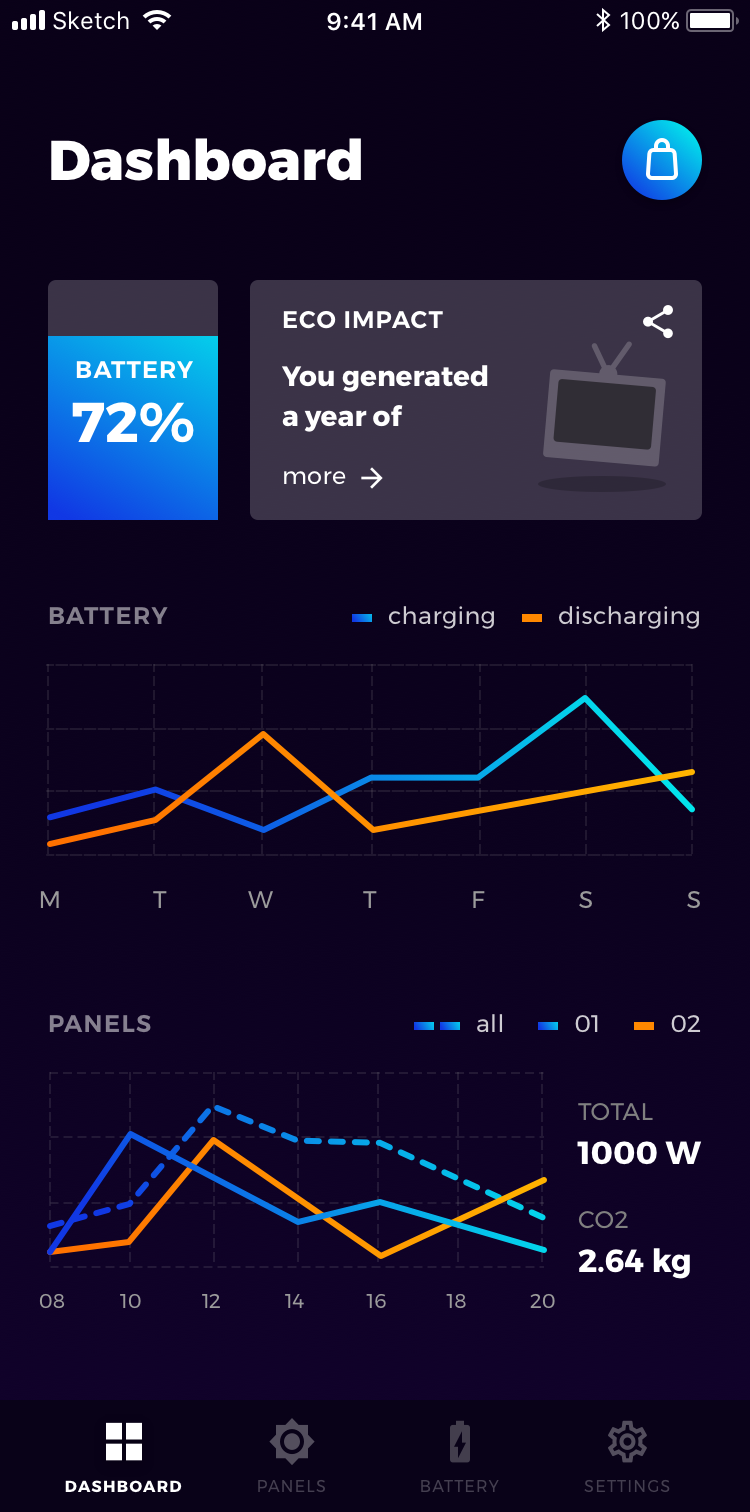 Sketch 9:41 AM 100%
Dashboard
BATTERY
72%
ECO IMPACT
You generated
a year of
more
BATTERY charging discharging
M T W T F S S
PANELS all 01 02
TOTAL
1000 W
CO2
2.64 kg
08 10 12 14 16 18 20
DASHBOARD PANELS BATTERY SETTINGS